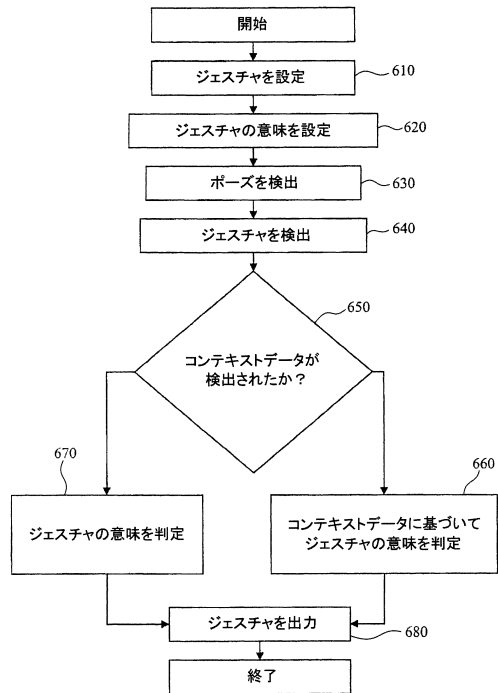 開始
ジェスチャを設定
610
ジェスチャの意味を設定
620
ポーズを検出
630
ジェスチャを検出
640
650
コンテキストデータが
検出されたか？
670
660
ジェスチャの意味を判定
コンテキストデータに基づいて
ジェスチャの意味を判定
ジェスチャを出力
680
終了